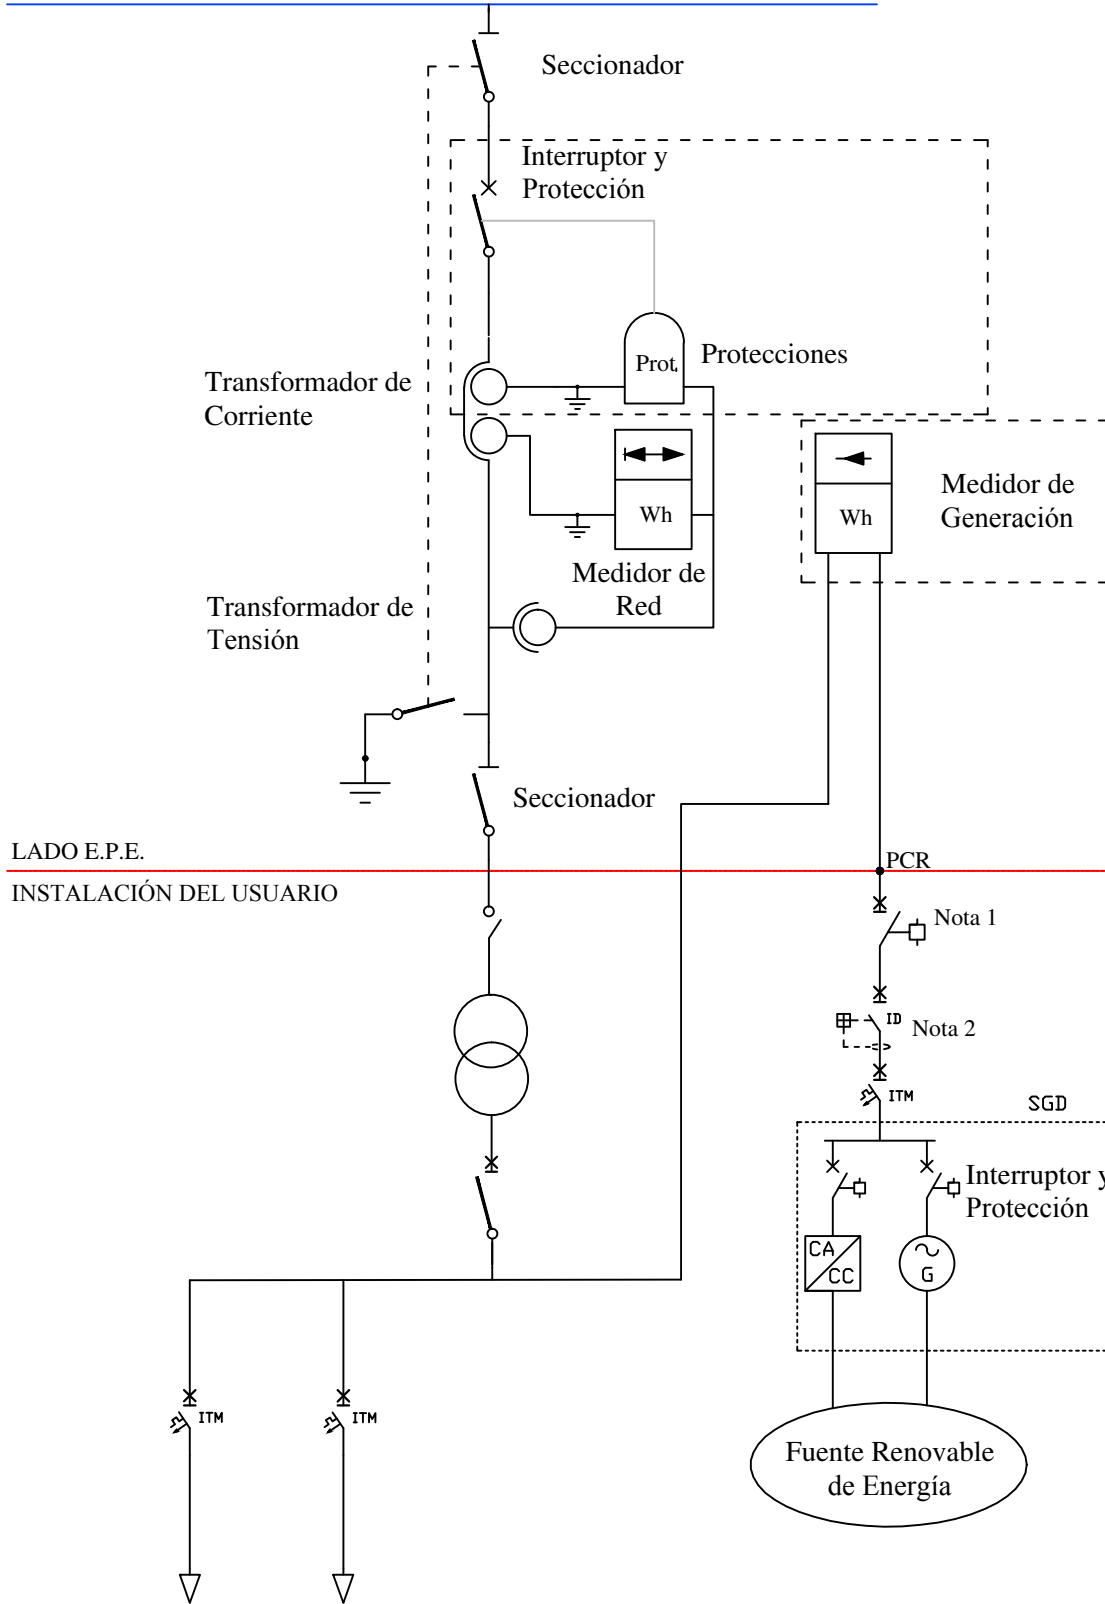 Seccionador
Interruptor y
Protección
Prot.
Protecciones
Transformador de
Corriente
Wh
Medidor de
Red
Wh
Medidor de
Generación
Transformador de
Tensión
Seccionador
LADO E.P.E.
PCR
INSTALACIÓN DEL USUARIO
Nota 1
ID
Nota 2
ITM
SGD
Interruptor y
Protección
CA
CC
G
ITM
ITM
Fuente Renovable
de Energía